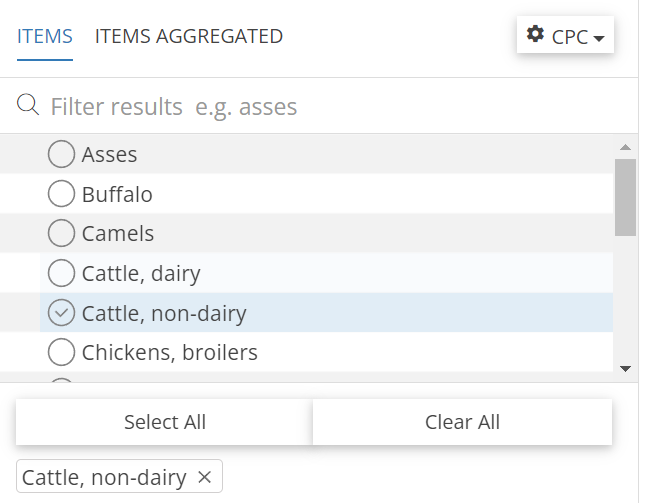 ITEMS ITEMS AGGREGATED CPC
Filter results e.g. asses
Asses
Buffalo
Camels
Cattle, dairy
Cattle, non-dairy
Chickens, broilers
Select All Clear All
Cattle, non-dairy ×